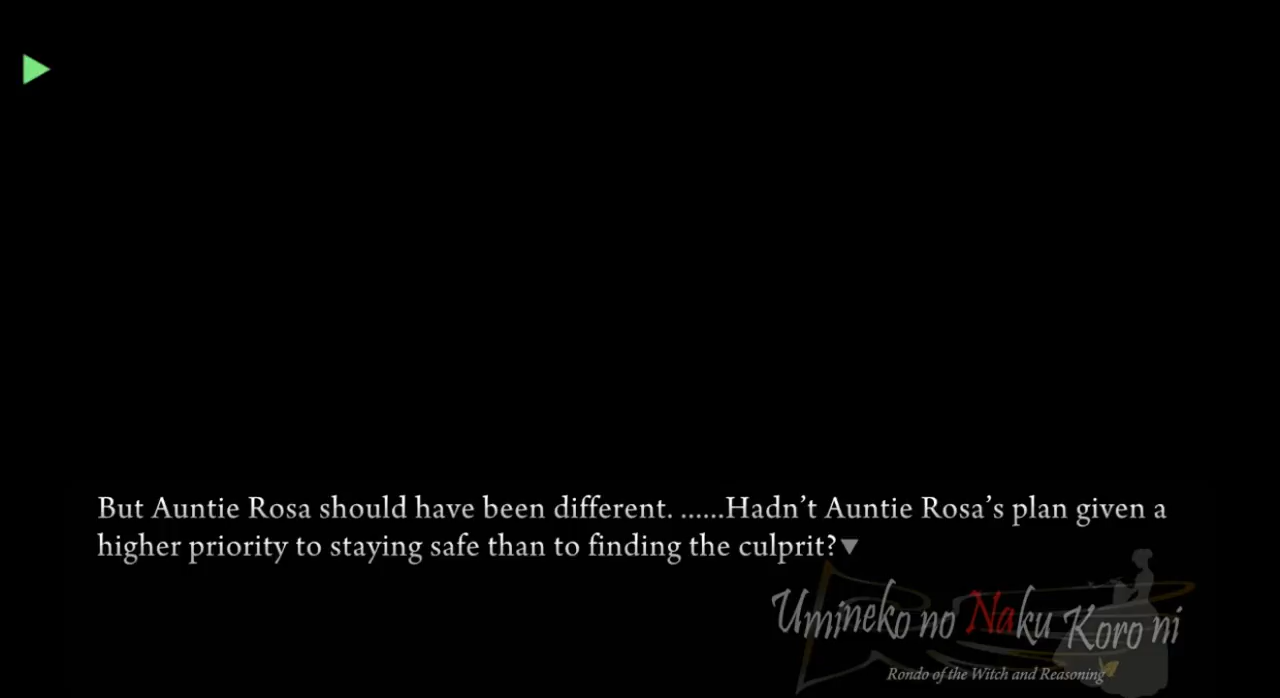 But Auntie Rosa should have been different. ......Hadn’t Auntie Rosa’s plan given a
higher priority to staying safe than to finding the culprit?
Umineko no Naku Koro ni
Rondo of the Witch and Reasoning